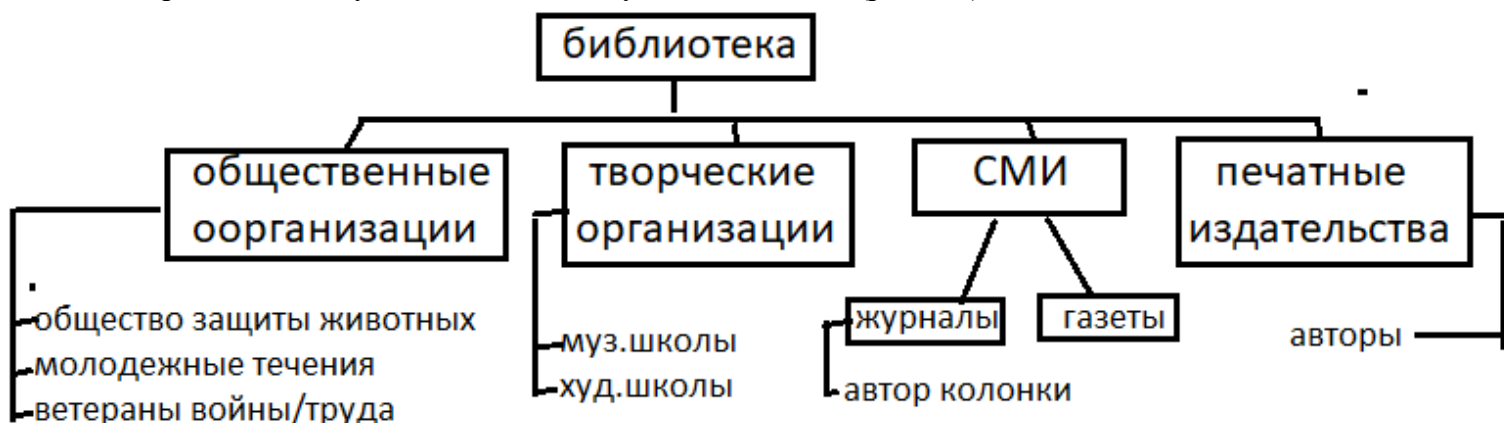 библиотека
общественные
оорганизации
творческие
организации
СМИ
печатные
издательства
общество защиты животных
молодежные течения
ветераны войны/труда
муз.школы
худ.школы
журналы
газеты
автор колонки
авторы